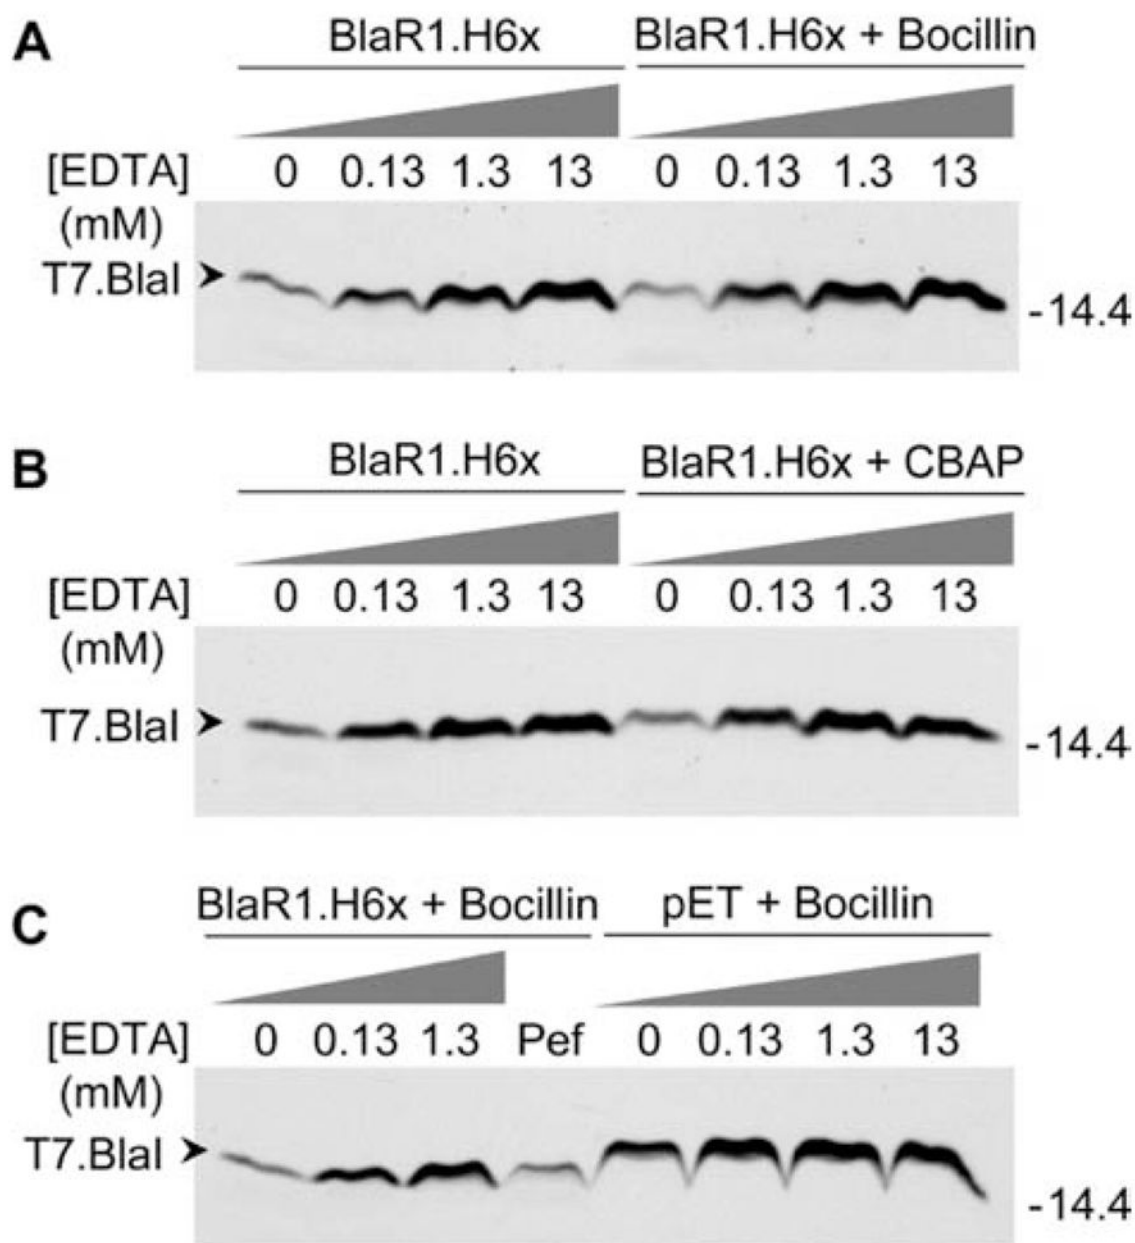 A
BlaR1.H6x BlaR1.H6x + Bocillin
[EDTA] 0 0.13 1.3 13 0 0.13 1.3 13
(mM)
T7.BlaI
-14.4
B
BlaR1.H6x BlaR1.H6x + CBAP
[EDTA] 0 0.13 1.3 13 0 0.13 1.3 13
(mM)
T7.BlaI
-14.4
C
BlaR1.H6x + Bocillin pET + Bocillin
[EDTA] 0 0.13 1.3 Pef 0 0.13 1.3 13
(mM)
T7.BlaI
-14.4